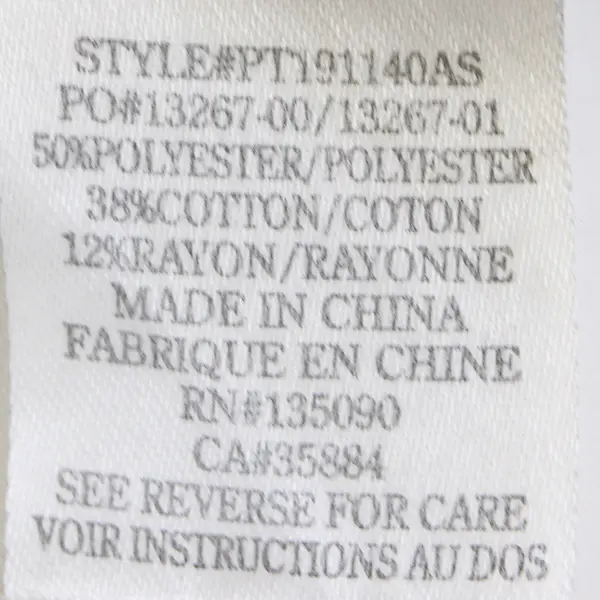 STYLE#PT191140AS
PO#13267-00/13267-01
50%POLYESTER/POLYESTER
38%COTTON/COTON
12%RAYON/RAYONNE
MADE IN CHINA
FABRIQUE EN CHINE
RN#135090
CA#35884
SEE REVERSE FOR CARE
VOIR INSTRUCTIONS AU DOS